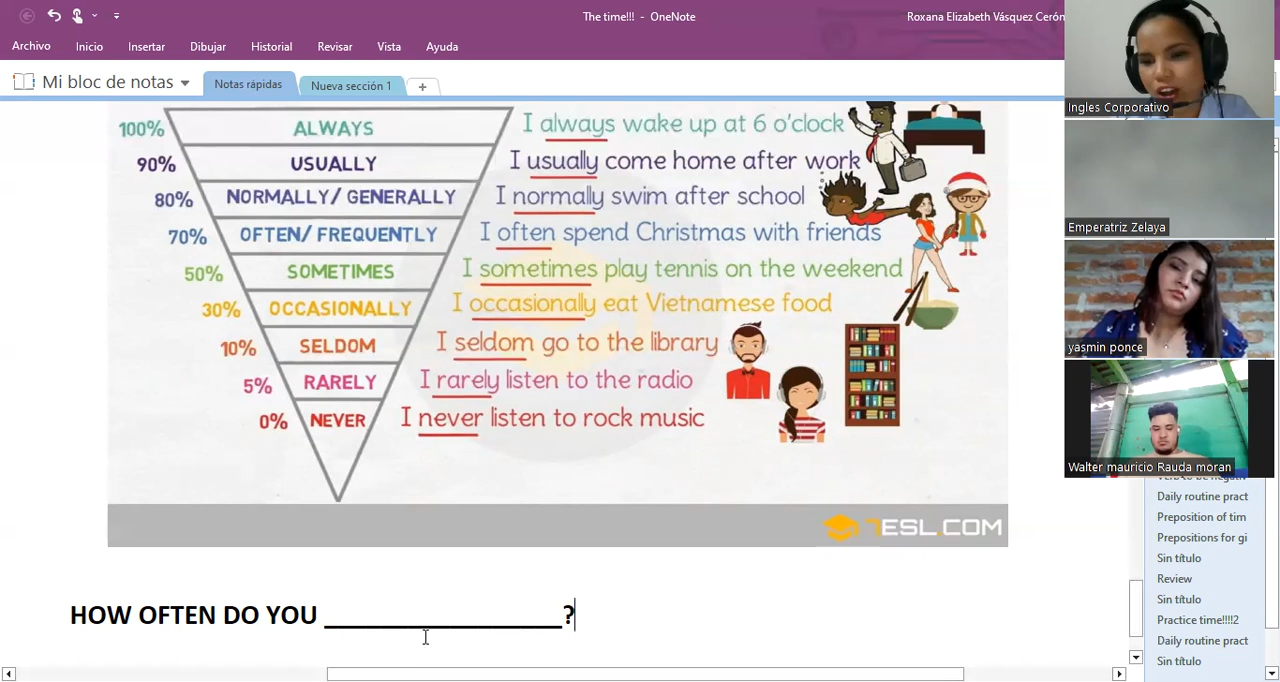 The time!!! - OneNote
Roxana Elizabeth Vásquez Cerón
Archivo Inicio Insertar Dibujar Historial Revisar Vista Ayuda
Mi bloc de notas Notas rápidas Nueva sección 1 +
100% ALWAYS I always wake up at 6 o'clock
90% USUALLY I usually come home after work
80% NORMALLY/ GENERALLY I normally swim after school
70% OFTEN/ FREQUENTLY I often spend Christmas with friends
50% SOMETIMES I sometimes play tennis on the weekend
30% OCCASIONALLY I occasionally eat Vietnamese food
10% SELDOM I seldom go to the library
5% RARELY I rarely listen to the radio
0% NEVER I never listen to rock music
7ESL.COM
HOW OFTEN DO YOU _________________?
Ingles Corporativo
Emperatriz Zelaya
yasmin ponce
Walter mauricio Rauda moran
Daily routine pract
Preposition of tim
Prepositions for gi
Sin título
Review
Sin título
Practice time!!!!2
Daily routine pract
Sin título